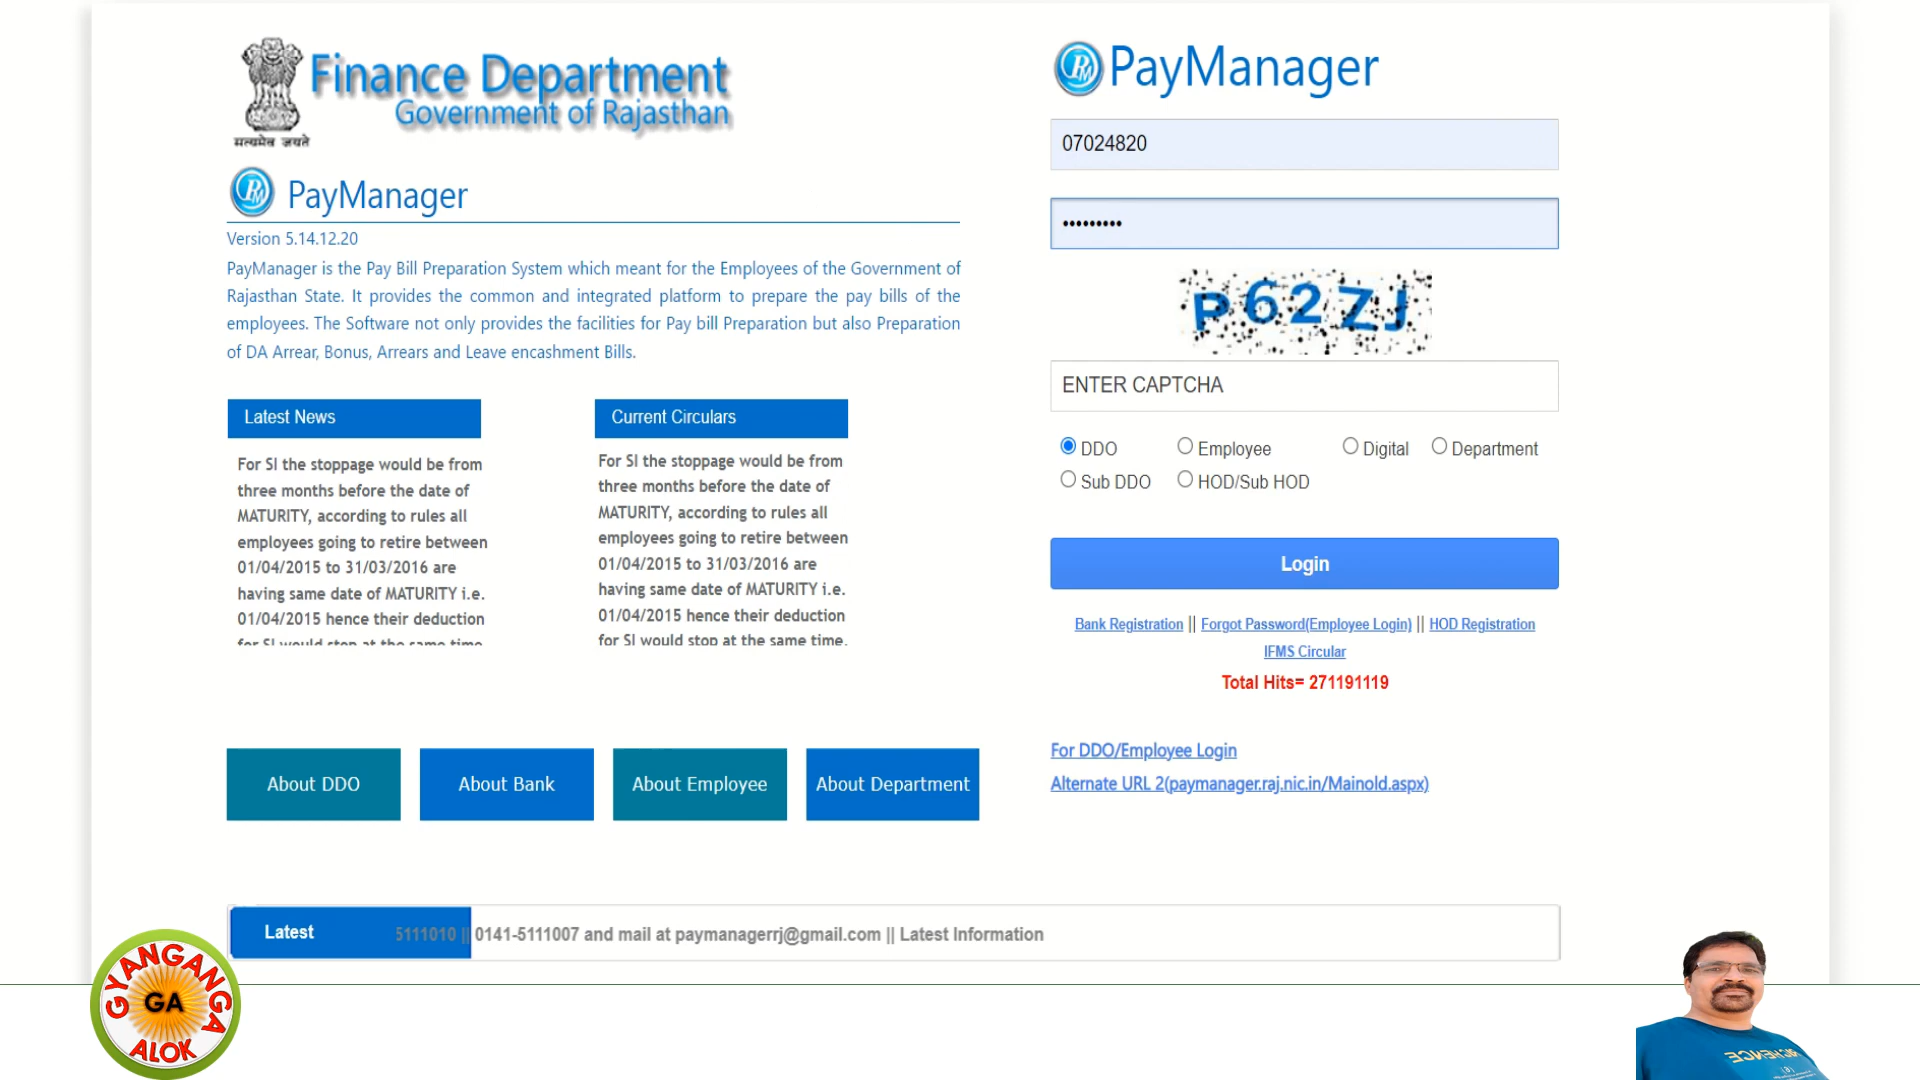 Finance Department
Government of Rajasthan
सत्यमेव जयते
PayManager
Version 5.14.12.20
PayManager is the Pay Bill Preparation System which meant for the Employees of the Government of
Rajasthan State. It provides the common and integrated platform to prepare the pay bills of the
employees. The Software not only provides the facilities for Pay bill Preparation but also Preparation
of DA Arrear, Bonus, Arrears and Leave encashment Bills.
Latest News
For SI the stoppage would be from
three months before the date of
MATURITY, according to rules all
employees going to retire between
01/04/2015 to 31/03/2016 are
having same date of MATURITY i.e.
01/04/2015 hence their deduction
for SI would stop at the same time
Current Circulars
For SI the stoppage would be from
three months before the date of
MATURITY, according to rules all
employees going to retire between
01/04/2015 to 31/03/2016 are
having same date of MATURITY i.e.
01/04/2015 hence their deduction
for SI would stop at the same time.
About DDO
About Bank
About Employee
About Department
PayManager
07024820
•••••••••
P62ZJ
ENTER CAPTCHA
DDO Employee Digital Department
Sub DDO HOD/Sub HOD
Login
Bank Registration || Forgot Password(Employee Login) || HOD Registration
IFMS Circular
Total Hits= 271191119
For DDO/Employee Login
Alternate URL 2(paymanager.raj.nic.in/Mainold.aspx)
Latest 5111010 || 0141-5111007 and mail at paymanagerrj@gmail.com || Latest Information
GYANGANGA
GA
ALOK